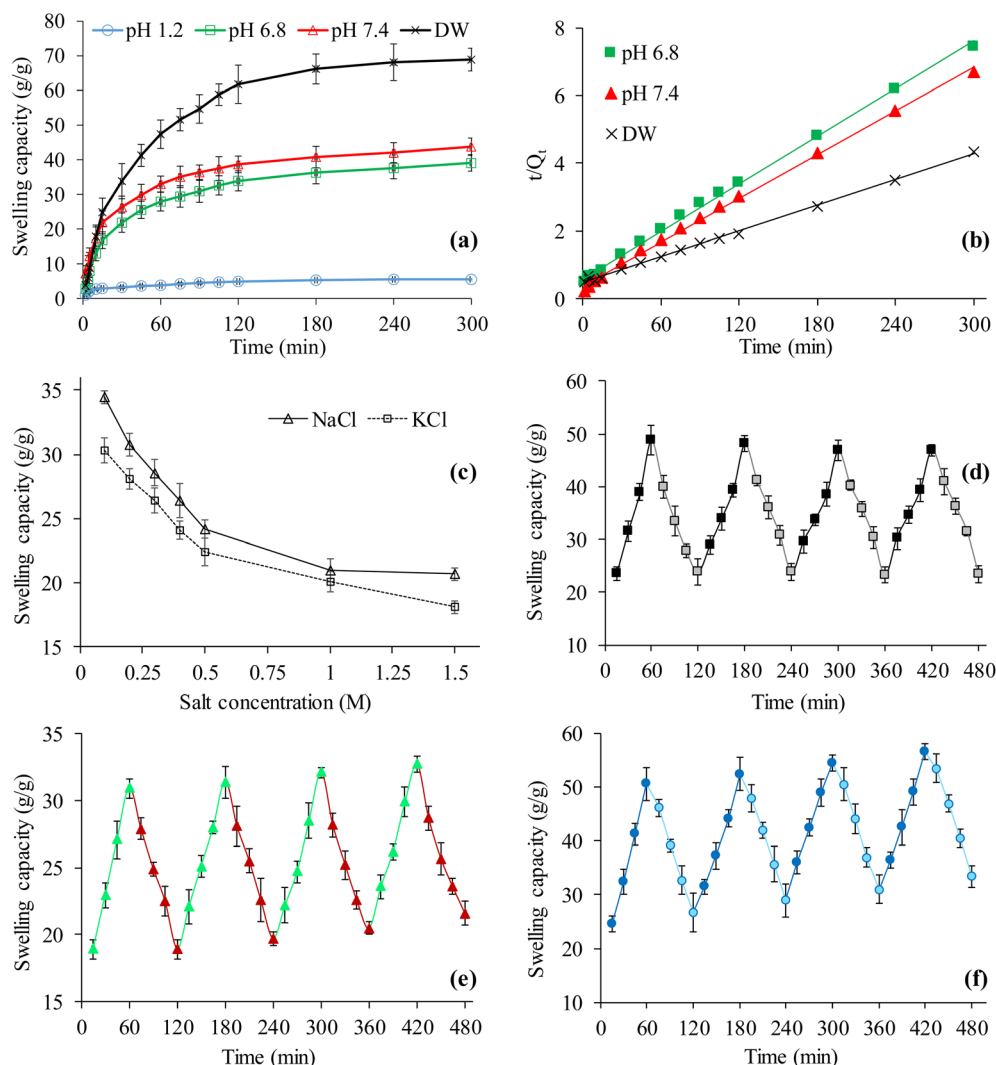 pH 1.2 pH 6.8 pH 7.4 DW
80
70
60
50
40
30
20
10
0
Swelling capacity (g/g)
(a)
0 60 120 180 240 300
Time (min)
pH 6.8
pH 7.4
DW
8
6
4
2
0
t/Qt
(b)
0 60 120 180 240 300
Time (min)
35
30
25
20
15
Swelling capacity (g/g)
NaCl KCl
(c)
0 0.25 0.5 0.75 1 1.25 1.5
Salt concentration (M)
60
50
40
30
20
10
Swelling capacity (g/g)
(d)
0 60 120 180 240 300 360 420 480
Time (min)
35
30
25
20
15
Swelling capacity (g/g)
(e)
0 60 120 180 240 300 360 420 480
Time (min)
60
50
40
30
20
10
Swelling capacity (g/g)
(f)
0 60 120 180 240 300 360 420 480
Time (min)